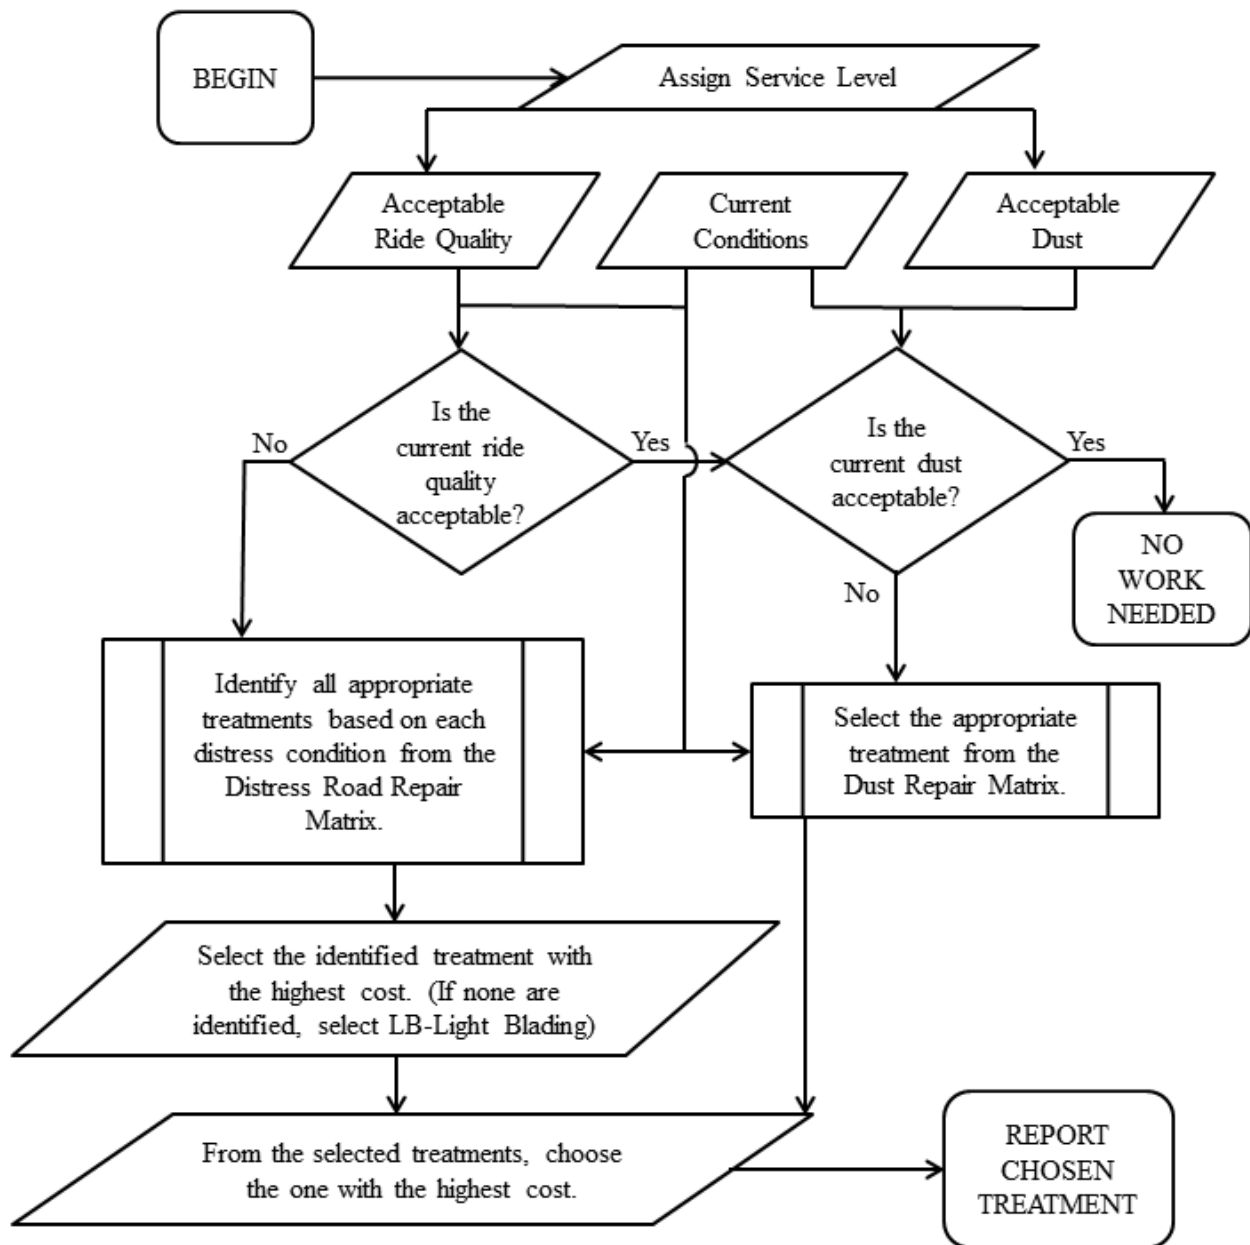 BEGIN
Assign Service Level
Acceptable
Ride Quality
Current
Conditions
Acceptable
Dust
Is the
current ride
quality
acceptable?
No
Yes
Is the
current dust
acceptable?
Yes
No
NO
WORK
NEEDED
Identify all appropriate
treatments based on each
distress condition from the
Distress Road Repair
Matrix.
Select the appropriate
treatment from the
Dust Repair Matrix.
Select the identified treatment with
the highest cost. (If none are
identified, select LB-Light Blading)
From the selected treatments, choose
the one with the highest cost.
REPORT
CHOSEN
TREATMENT